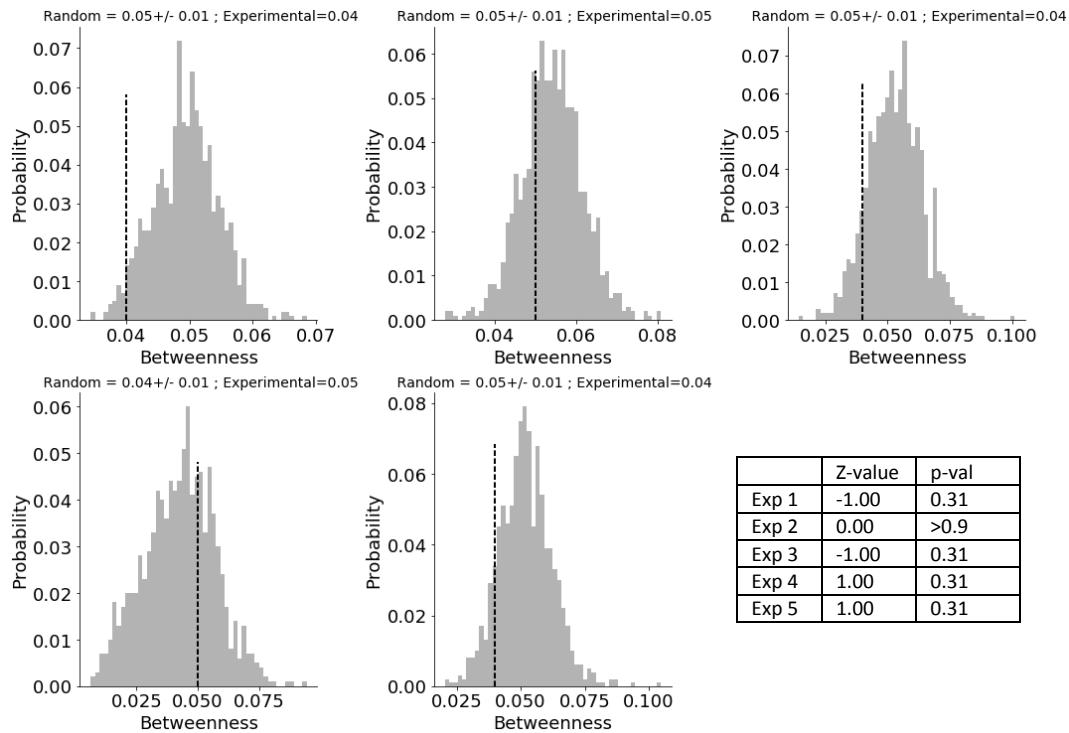 Random = 0.05+/- 0.01 ; Experimental=0.04
0.07
0.06
0.05
0.04
0.03
0.02
0.01
0.00
Probability
0.04 0.05 0.06 0.07
Betweenness
Random = 0.05+/- 0.01 ; Experimental=0.05
0.06
0.05
0.04
0.03
0.02
0.01
0.00
Probability
0.04 0.06 0.08
Betweenness
Random = 0.05+/- 0.01 ; Experimental=0.04
0.07
0.06
0.05
0.04
0.03
0.02
0.01
0.00
Probability
0.025 0.050 0.075 0.100
Betweenness
Random = 0.04+/- 0.01 ; Experimental=0.05
0.06
0.05
0.04
0.03
0.02
0.01
0.00
Probability
0.025 0.050 0.075
Betweenness
Random = 0.05+/- 0.01 ; Experimental=0.04
0.08
0.06
0.04
0.02
0.00
Probability
0.025 0.050 0.075 0.100
Betweenness
Z-value p-val
Exp 1 -1.00 0.31
Exp 2 0.00 >0.9
Exp 3 -1.00 0.31
Exp 4 1.00 0.31
Exp 5 1.00 0.31